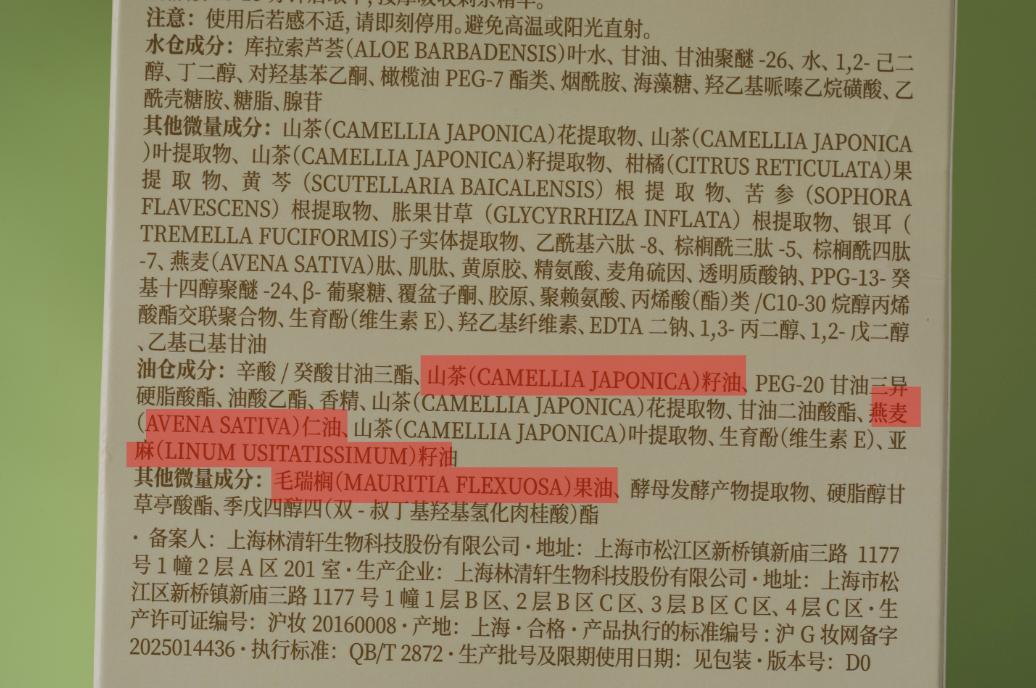 注意：使用后若感不适，请即刻停用。避免高温或阳光直射。
水仓成分：库拉索芦荟（ALOE BARBADENSIS）叶水、甘油、甘油聚醚 -26、水、1,2- 己二
醇、丁二醇、对羟基苯乙酮、橄榄油 PEG-7 酯类、烟酰胺、海藻糖、羟乙基哌嗪乙烷磺酸、乙
酰壳糖胺、糖脂、腺苷
其他微量成分：山茶（CAMELLIA JAPONICA）花提取物、山茶（CAMELLIA JAPONICA
）叶提取物、山茶（CAMELLIA JAPONICA）籽提取物、柑橘（CITRUS RETICULATA）果
提取物、黄芩（SCUTELLARIA BAICALENSIS）根提取物、苦参（SOPHORA
FLAVESCENS）根提取物、胀果甘草（GLYCYRRHIZA INFLATA）根提取物、银耳（
TREMELLA FUCIFORMIS）子实体提取物、乙酰基六肽 -8、棕榈酰三肽 -5、棕榈酰四肽
-7、燕麦（AVENA SATIVA）肽、肌肽、黄原胶、精氨酸、麦角硫因、透明质酸钠、PPG-13- 癸
基十四醇聚醚 -24、β- 葡聚糖、覆盆子酮、胶原、聚赖氨酸、丙烯酸（酯）类 /C10-30 烷醇丙烯
酸酯交联聚合物、生育酚（维生素 E）、羟乙基纤维素、EDTA 二钠、1,3- 丙二醇、1,2- 戊二醇
、乙基己基甘油
油仓成分：辛酸 / 癸酸甘油三酯、山茶（CAMELLIA JAPONICA）籽油、PEG-20 甘油三异
硬脂酸酯、油酸乙酯、香精、山茶（CAMELLIA JAPONICA）花提取物、甘油二油酸酯、燕麦
（AVENA SATIVA）仁油、山茶（CAMELLIA JAPONICA）叶提取物、生育酚（维生素 E）、亚
麻（LINUM USITATISSIMUM）籽油
其他微量成分：毛瑞榈（MAURITIA FLEXUOSA）果油、酵母发酵产物提取物、硬脂醇甘
草亭酸酯、季戊四醇四（双 - 叔丁基羟基氢化肉桂酸）酯
· 备案人：上海林清轩生物科技股份有限公司 · 地址：上海市松江区新桥镇新庙三路 1177
号 1 幢 2 层 A 区 201 室 · 生产企业：上海林清轩生物科技股份有限公司 · 地址：上海市松
江区新桥镇新庙三路 1177 号 1 幢 1 层 B 区、2 层 B 区 C 区、3 层 B 区 C 区、4 层 C 区 · 生
产许可证编号：沪妆 20160008 · 产地：上海 · 合格 · 产品执行的标准编号：沪 G 妆网备字
2025014436 · 执行标准：QB/T 2872 · 生产批号及限期使用日期：见包装 · 版本号：D0